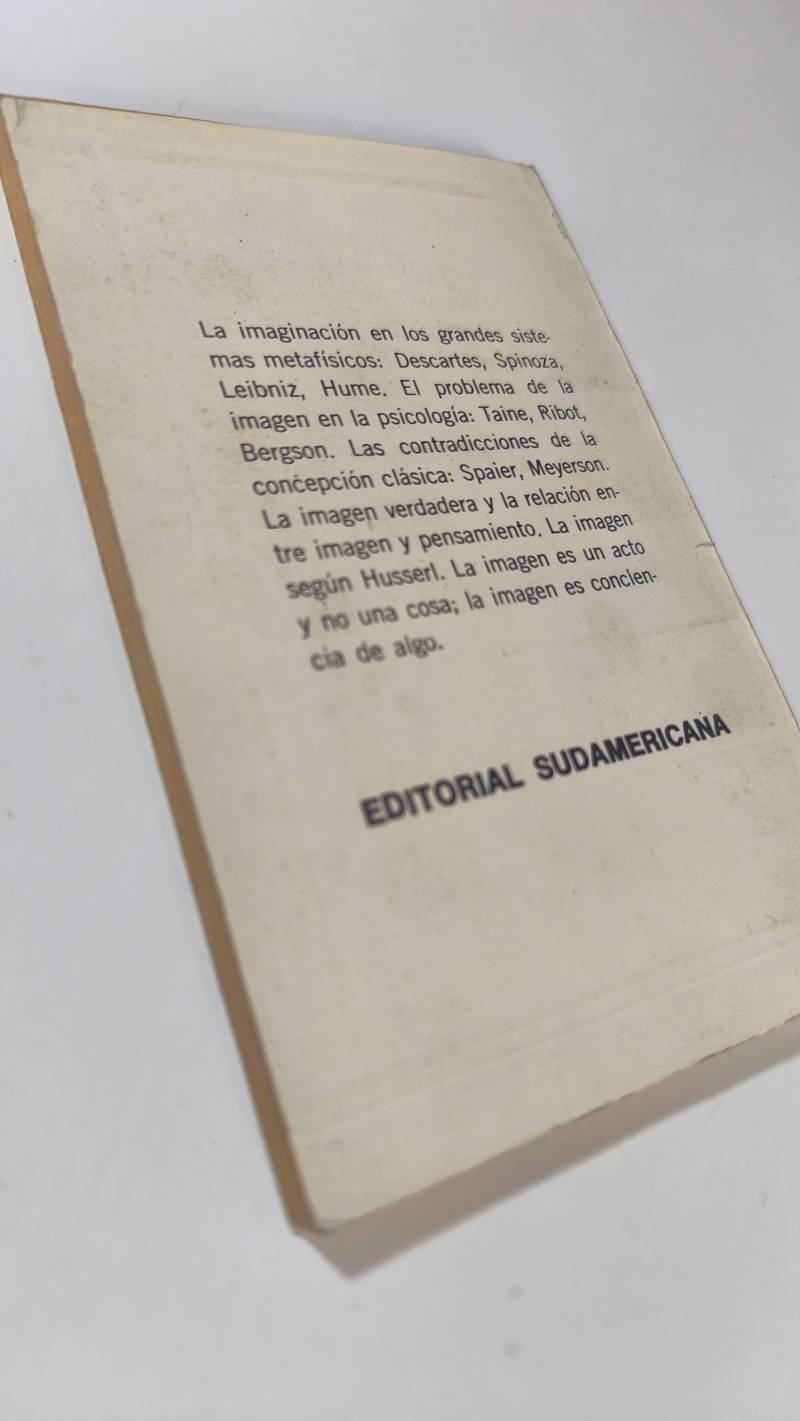 La imaginación en los grandes siste-
mas metafísicos: Descartes, Spinoza,
Leibniz, Hume. El problema de la
imagen en la psicología: Taine, Ribot,
Bergson. Las contradicciones de la
concepción clásica: Spaier, Meyerson.
La imagen verdadera y la relación en-
tre imagen y pensamiento. La imagen
según Husserl. La imagen es un acto
y no una cosa; la imagen es concien-
cia de algo.
EDITORIAL SUDAMERICANA